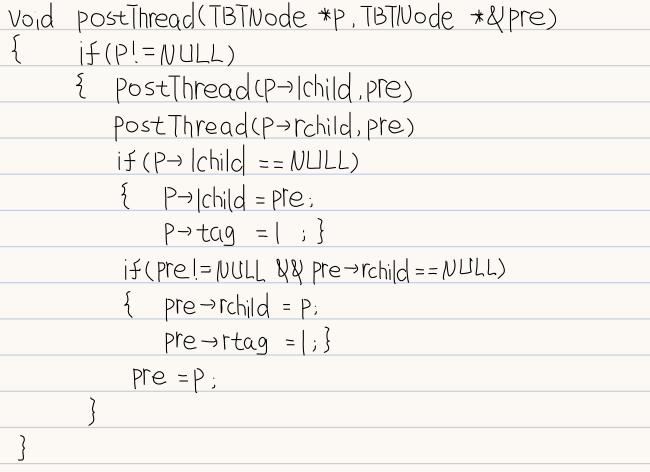 void postThread(TBTNode *p, TBTNode *&pre)
{ if(P!=NULL)
{ postThread(P→lchild,pre)
postThread(P→rchild,pre)
if(P→lchild ==NULL)
{ P→lchild = pre;
P→tag =1 ; }
if(pre!=NULL && pre→rchild==NULL)
{ pre→rchild = p;
pre→rtag =1;}
pre =p;
}
}